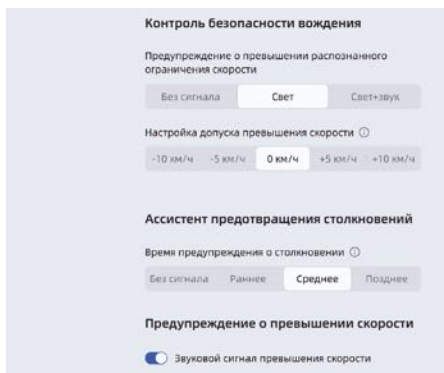 Контроль безопасности вождения
Предупреждение о превышении распознанного
ограничения скорости
Без сигнала Свет Свет+звук
Настройка допуска превышения скорости
-10 км/ч -5 км/ч 0 км/ч +5 км/ч +10 км/ч
Ассистент предотвращения столкновений
Время предупреждения о столкновении
Без сигнала Раннее Среднее Позднее
Предупреждение о превышении скорости
Звуковой сигнал превышения скорости